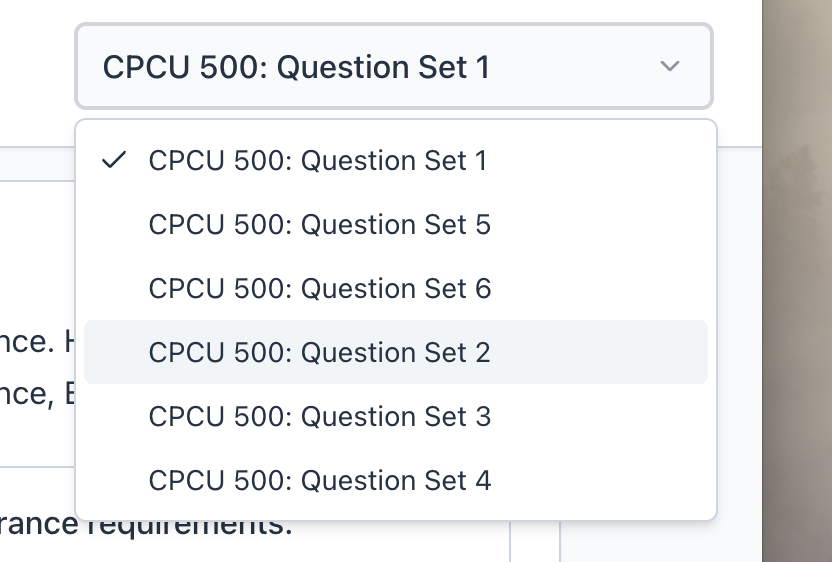 CPCU 500: Question Set 1
CPCU 500: Question Set 1
CPCU 500: Question Set 5
CPCU 500: Question Set 6
CPCU 500: Question Set 2
CPCU 500: Question Set 3
CPCU 500: Question Set 4
nce. H
nce, E
rance requirements.